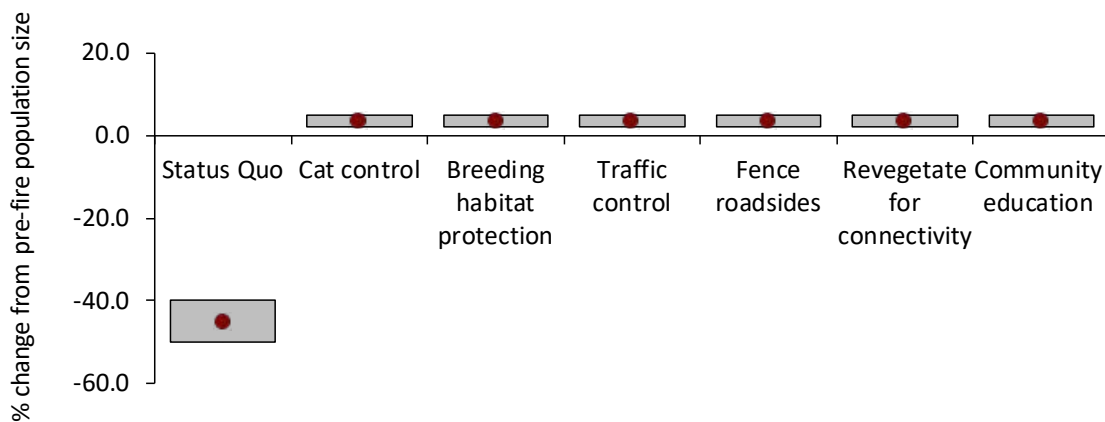 % change from pre-fire population size
20.0
0.0
-20.0
-40.0
-60.0
Status Quo
Cat control
Breeding
habitat
protection
Traffic
control
Fence
roadsides
Revegetate
for
connectivity
Community
education